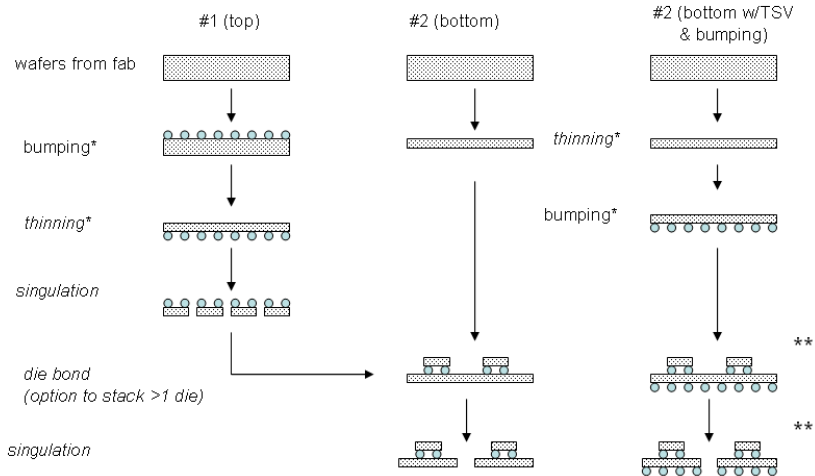 #1 (top)
#2 (bottom)
#2 (bottom w/TSV
& bumping)
wafers from fab
bumping*
thinning*
thinning*
bumping*
singulation
**
die bond
(option to stack >1 die)
**
singulation